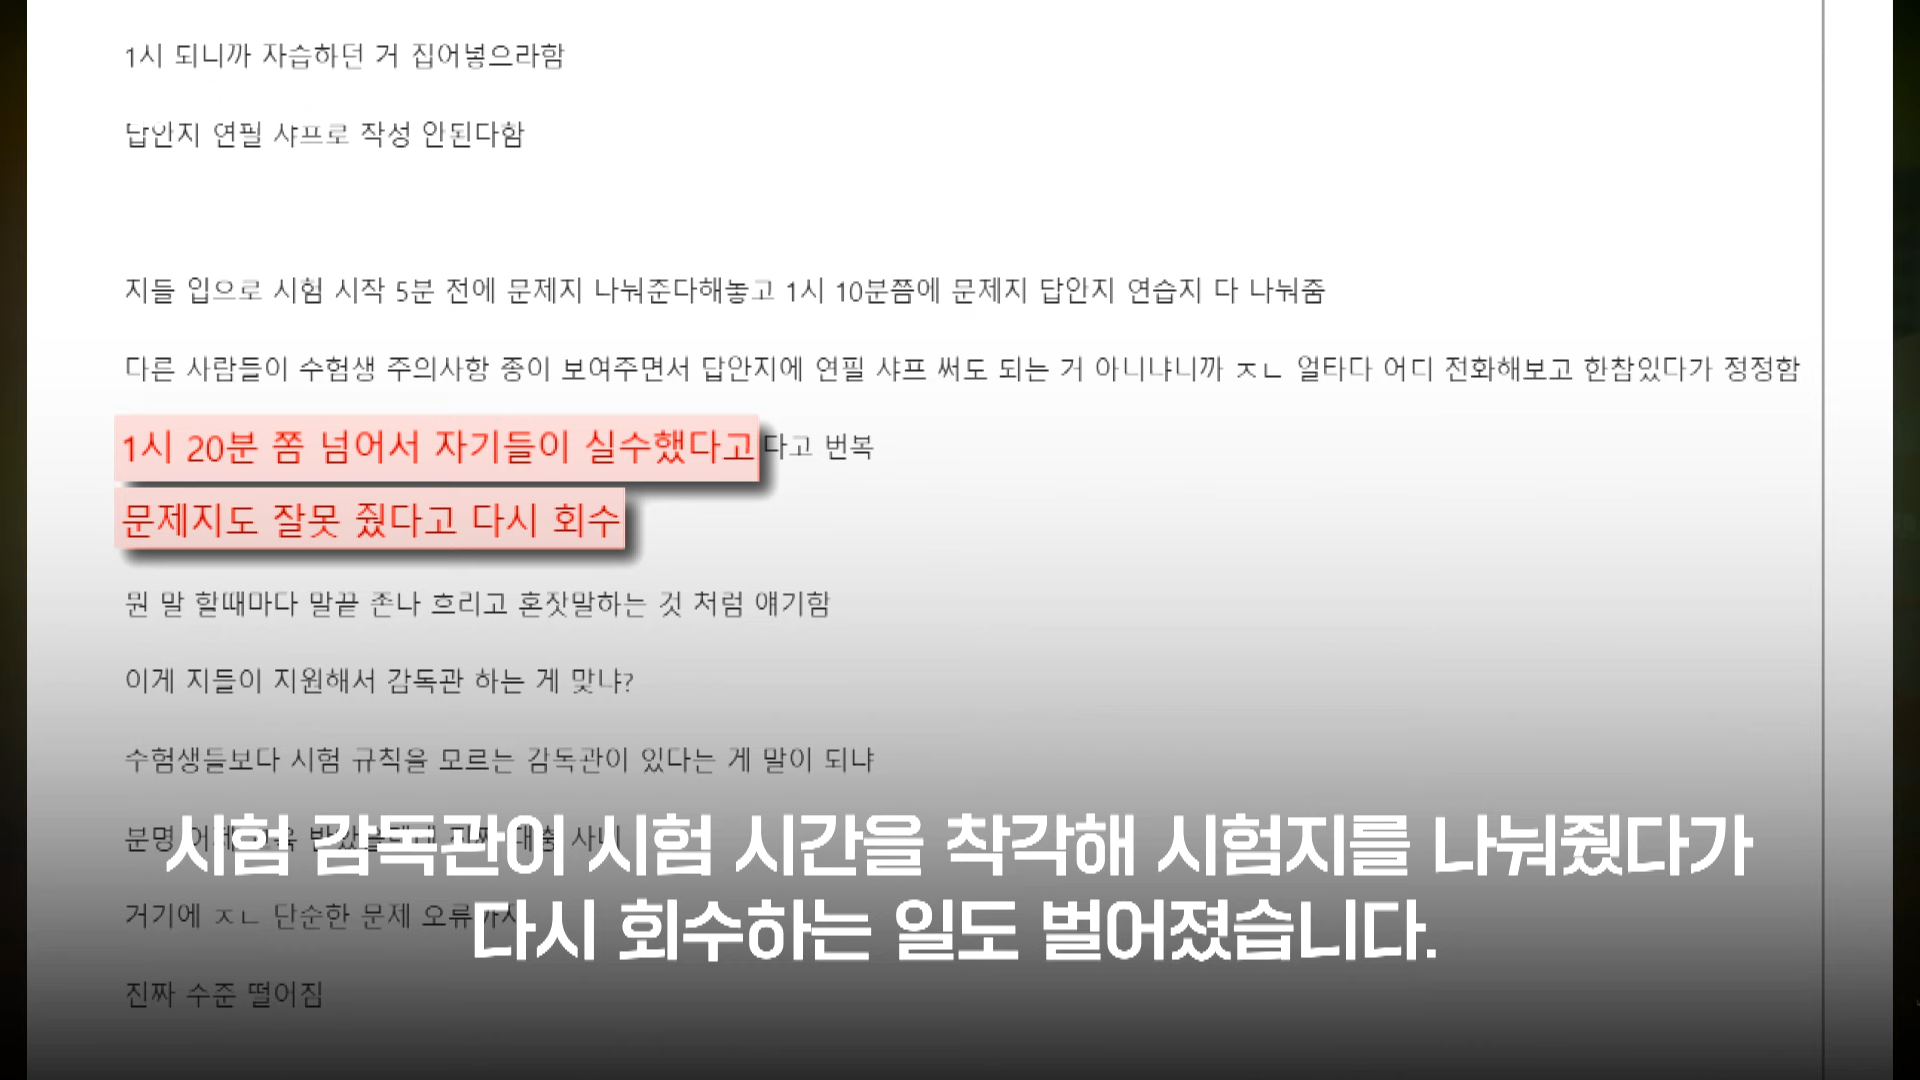 1시 되니까 자습하던 거 집어넣으라함
답안지 연필 샤프로 작성 안된다함
지들 입으로 시험 시작 5분 전에 문제지 나눠준다해놓고 1시 10분쯤에 문제지 답안지 연습지 다 나눠줌
다른 사람들이 수험생 주의사항 종이 보여주면서 답안지에 연필 샤프 써도 되는 거 아니냐니까 ㅈㄴ 얼타다 어디 전화해보고 한참있다가 정정함
1시 20분 쫌 넘어서 자기들이 실수했다고 다고 번복
문제지도 잘못 줬다고 다시 회수
뭔 말 할때마다 말끝 존나 흐리고 혼잣말하는 것 처럼 얘기함
이게 지들이 지원해서 감독관 하는 게 맞냐?
수험생들보다 시험 규칙을 모르는 감독관이 있다는 게 말이 되냐
분명
거기에 ㅈㄴ 단순한 문제 오류까지
진짜 수준 떨어짐
시험 감독관이 시험 시간을 착각해 시험지를 나눠줬다가
다시 회수하는 일도 벌어졌습니다.